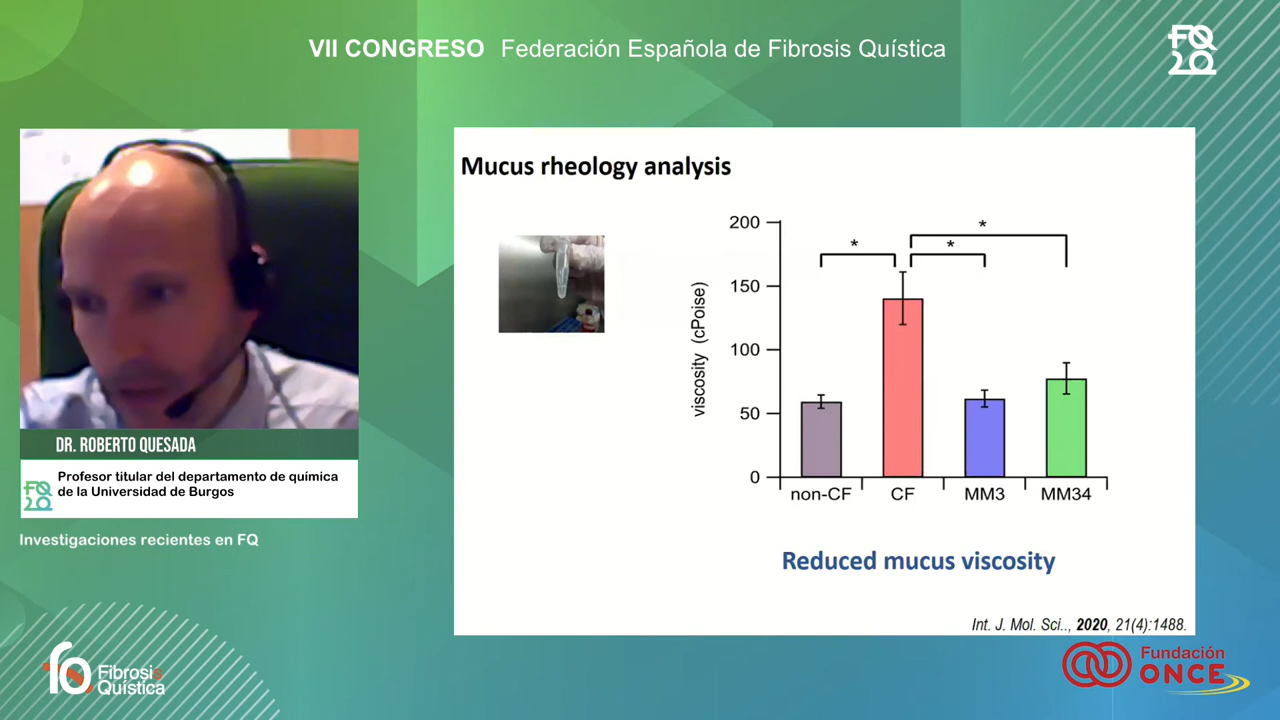 VII CONGRESO Federación Española de Fibrosis Quística
FQ
20
DR. ROBERTO QUESADA
Profesor titular del departamento de química
de la Universidad de Burgos
FQ
20
Investigaciones recientes en FQ
Mucus rheology analysis
200
150
100
50
0
viscosity (cPoise)
*
*
*
non-CF CF MM3 MM34
Reduced mucus viscosity
Int. J. Mol. Sci.., 2020, 21(4):1488.
Fibrosis
Quística
Fundación
ONCE